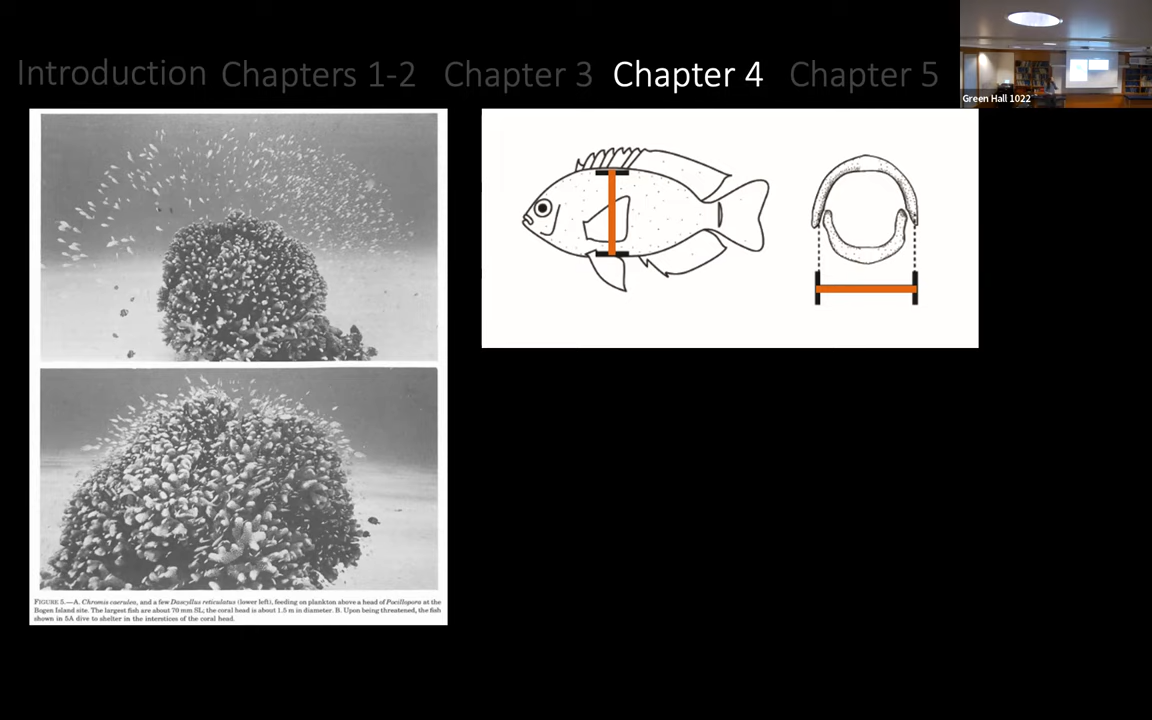 Introduction Chapters 1-2 Chapter 3 Chapter 4 Chapter 5
Green Hall 1022
FIGURE 5.—A. Chromis caerulea, and a few Dascyllus reticulatus (lower left), feeding on plankton above a head of Pocillopora at the
Bogen Island site. The largest fish are about 70 mm SL; the coral head is about 1.5 m in diameter. B. Upon being threatened, the fish
shown in 5A dive to shelter in the interstices of the coral head.